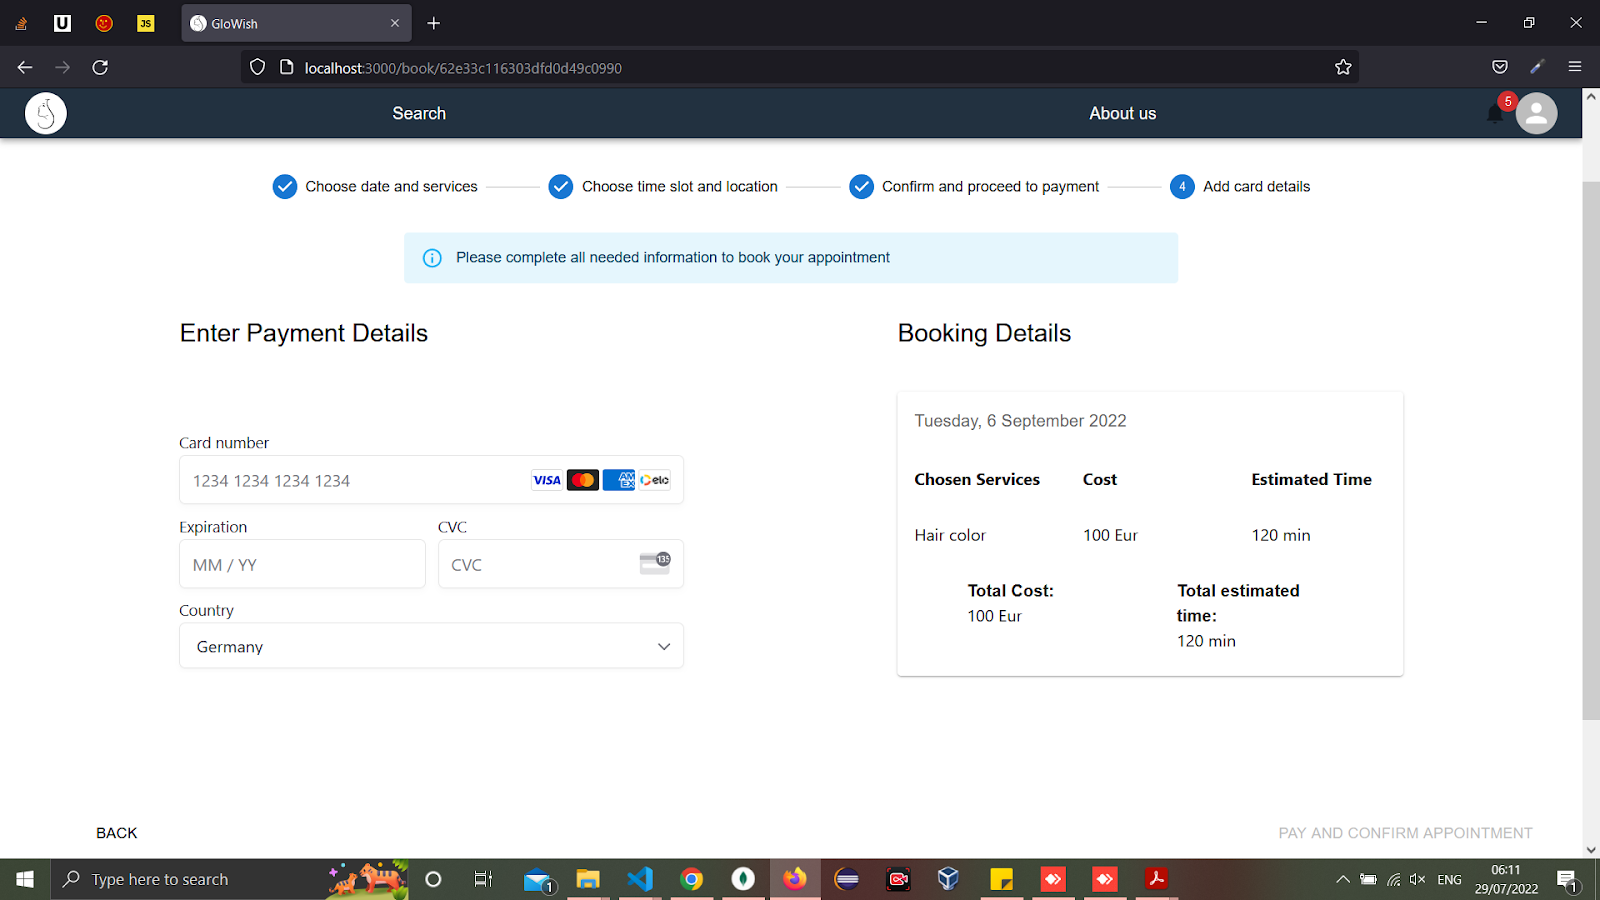 U
JS
GloWish
localhost:3000/book/62e33c116303dfd0d49c0990
Search
About us
5
Choose date and services
Choose time slot and location
Confirm and proceed to payment
4
Add card details
Please complete all needed information to book your appointment
Enter Payment Details
Booking Details
Tuesday, 6 September 2022
Card number
1234 1234 1234 1234
VISA
AM
EX
elo
Chosen Services
Cost
Estimated Time
Expiration
CVC
Hair color
100 Eur
120 min
MM / YY
CVC
135
Total Cost:
100 Eur
Total estimated
time:
120 min
Country
Germany
BACK
PAY AND CONFIRM APPOINTMENT
Type here to search
1
ENG
06:11
29/07/2022
1